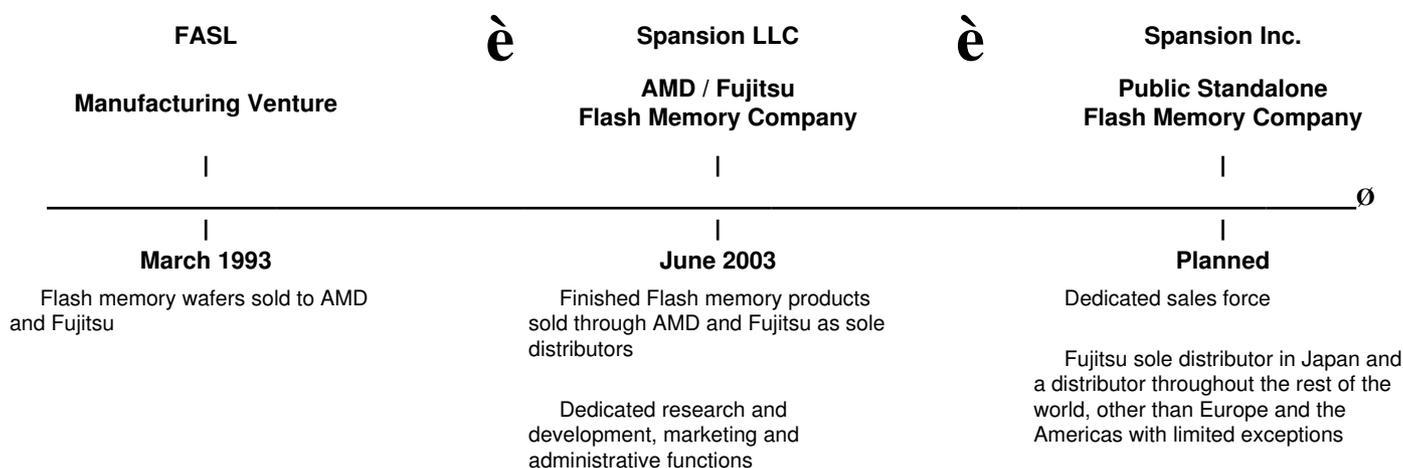 FASL è Spansion LLC è Spansion Inc.
Manufacturing Venture
AMD / Fujitsu
Flash Memory Company
Public Standalone
Flash Memory Company
| | |
ø
| | |
March 1993 June 2003 Planned
Flash memory wafers sold to AMD
and Fujitsu
Finished Flash memory products
sold through AMD and Fujitsu as sole
distributors
Dedicated research and
development, marketing and
administrative functions
Dedicated sales force
Fujitsu sole distributor in Japan and
a distributor throughout the rest of the
world, other than Europe and the
Americas with limited exceptions